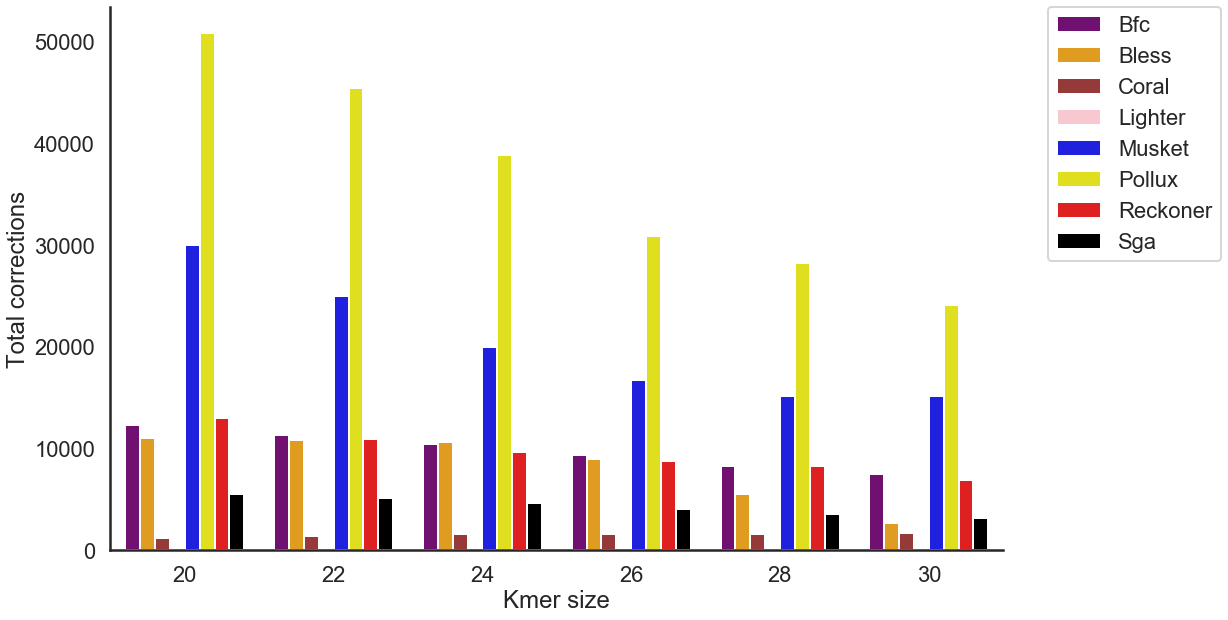 50000
40000
30000
20000
10000
0
Total corrections
20 22 24 26 28 30
Kmer size
Bfc
Bless
Coral
Lighter
Musket
Pollux
Reckoner
Sga